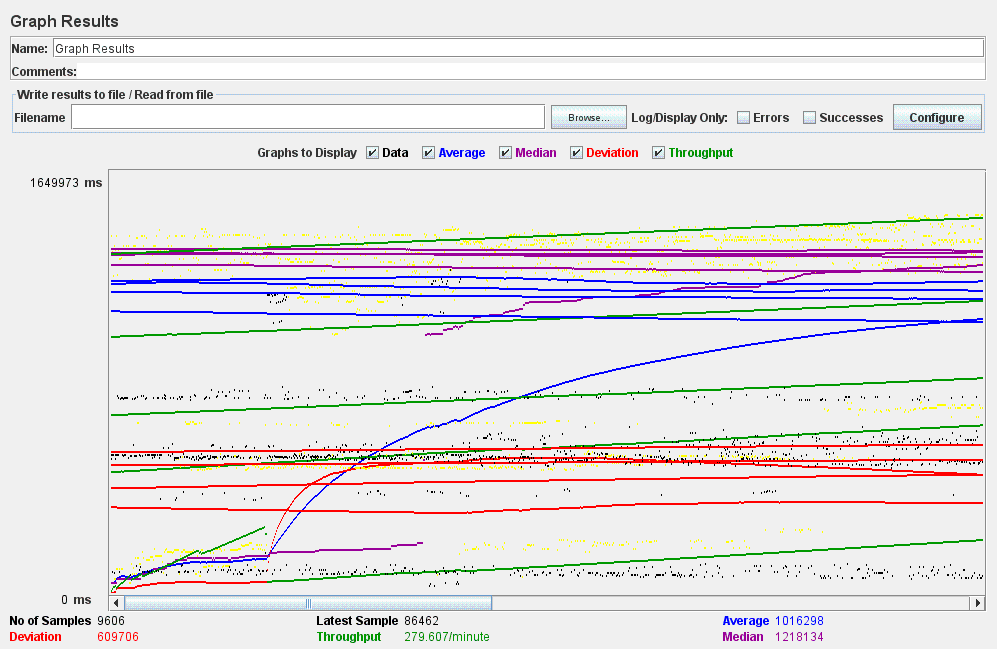 Graph Results
Name: Graph Results
Comments:
Write results to file / Read from file
Filename Browse... Log/Display Only: Errors Successes Configure
Graphs to Display Data Average Median Deviation Throughput
1649973 ms
0 ms
No of Samples 9606 Latest Sample 86462 Average 1016298
Deviation 609706 Throughput 279.607/minute Median 1218134